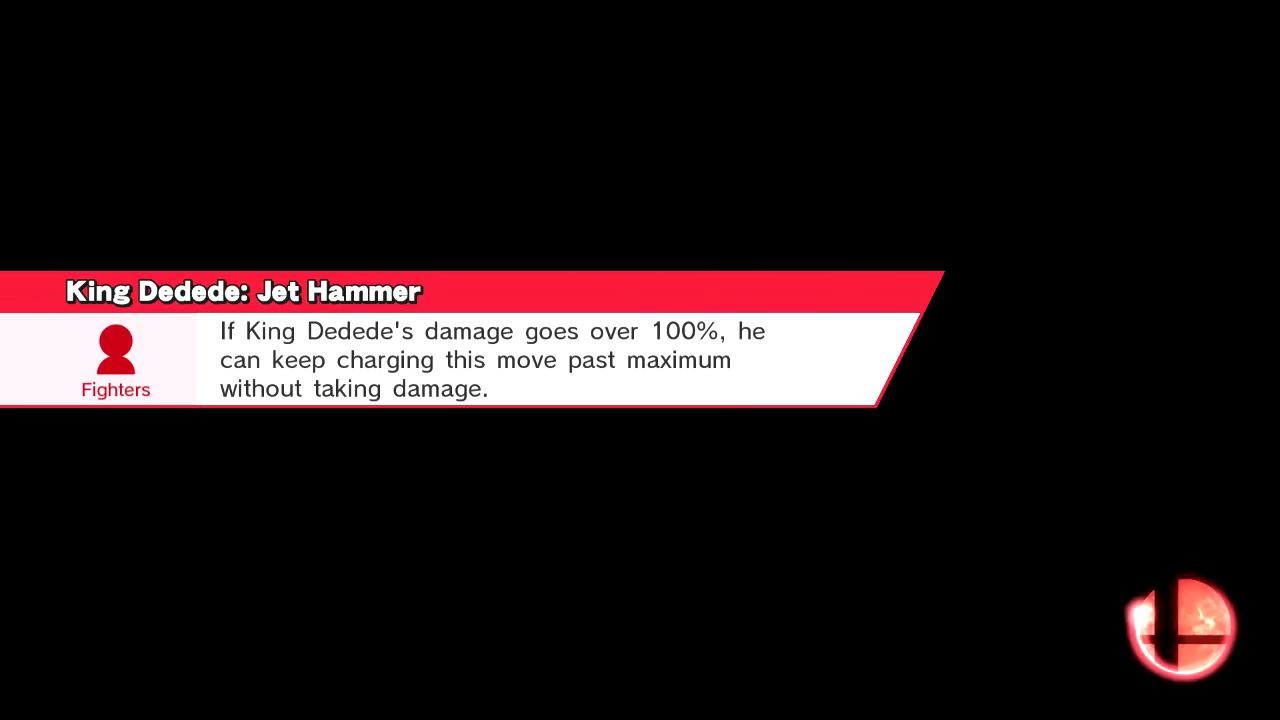 King Dedede: Jet Hammer
Fighters
If King Dedede's damage goes over 100%, he
can keep charging this move past maximum
without taking damage.